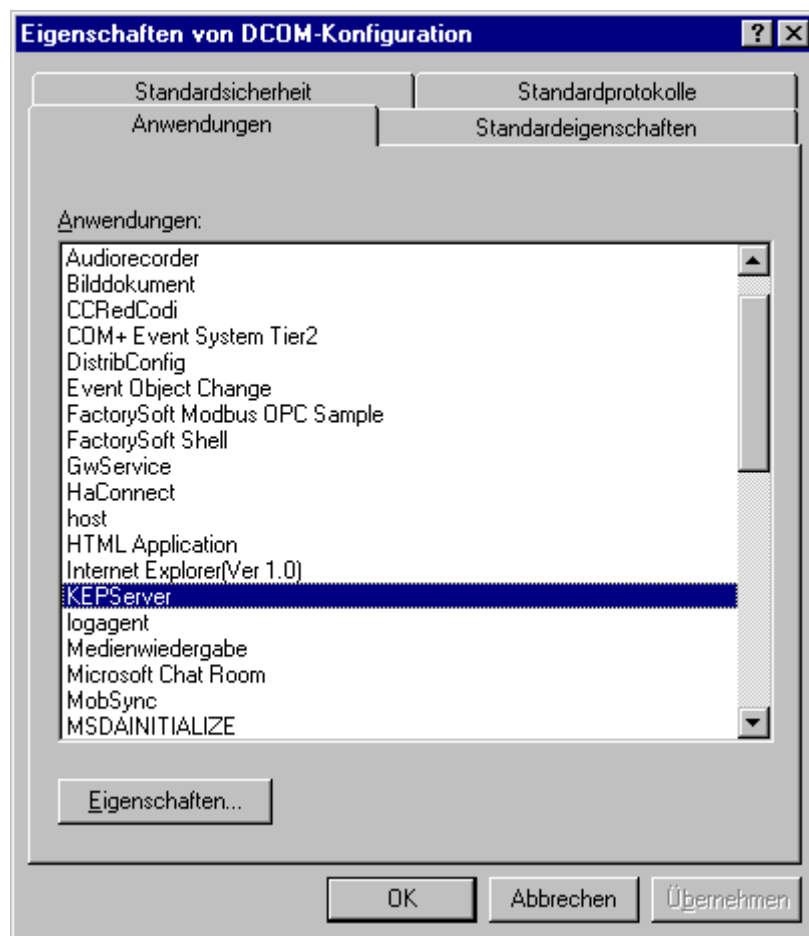 Eigenschaften von DCOM-Konfiguration
Standardsicherheit
Standardprotokolle
Anwendungen
Standardeigenschaften
Anwendungen:
Audiorecorder
Bilddokument
CCRedCodi
COM+ Event System Tier2
DistribConfig
Event Object Change
FactorySoft Modbus OPC Sample
FactorySoft Shell
GwService
HaConnect
host
HTML Application
Internet Explorer(Ver 1.0)
KEPServer
logagent
Medienwiedergabe
Microsoft Chat Room
MobSync
MSDAINITIALIZE
Eigenschaften...
OK
Abbrechen
Übernehmen